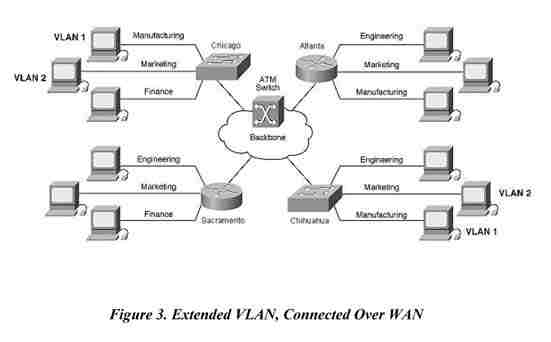 VLAN 1
Manufacturing
Chicago
VLAN 2
Marketing
Finance
Atlanta
Engineering
Marketing
Manufacturing
ATM
Switch
Backbone
Engineering
Marketing
Finance
Sacramento
Chihuahua
Engineering
Marketing
VLAN 2
Manufacturing
VLAN 1
Figure 3. Extended VLAN, Connected Over WAN